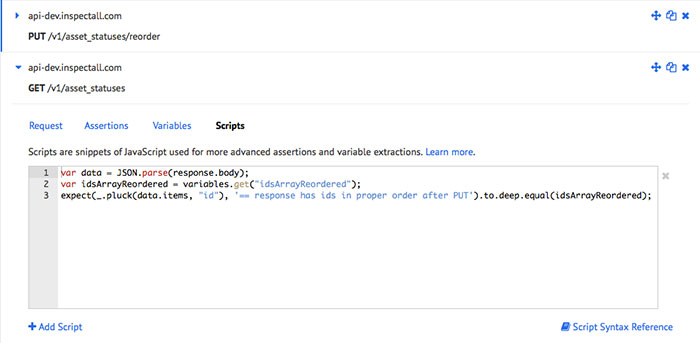 api-dev.inspectall.com
PUT /v1/asset_statuses/reorder
api-dev.inspectall.com
GET /v1/asset_statuses
Request Assertions Variables Scripts
Scripts are snippets of JavaScript used for more advanced assertions and variable extractions. Learn more.
1 var data = JSON.parse(response.body);
2 var idsArrayReordered = variables.get("idsArrayReordered");
3 expect(_.pluck(data.items, "id"), '== response has ids in proper order after PUT').to.deep.equal(idsArrayReordered);
+ Add Script Script Syntax Reference